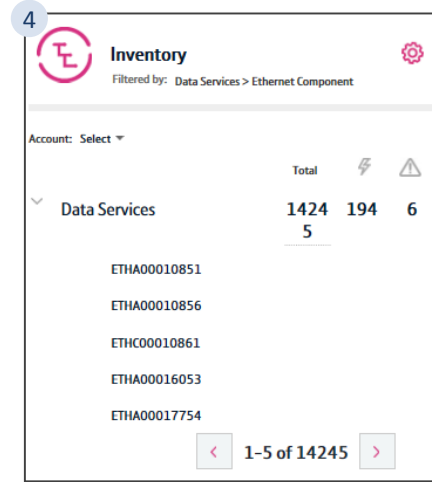 4
TL
Inventory
Filtered by: Data Services > Ethernet Component
Account: Select
Total
Data Services 1424 194 6
5
ETHA00010851
ETHA00010856
ETHC00010861
ETHA00016053
ETHA00017754
< 1-5 of 14245 >